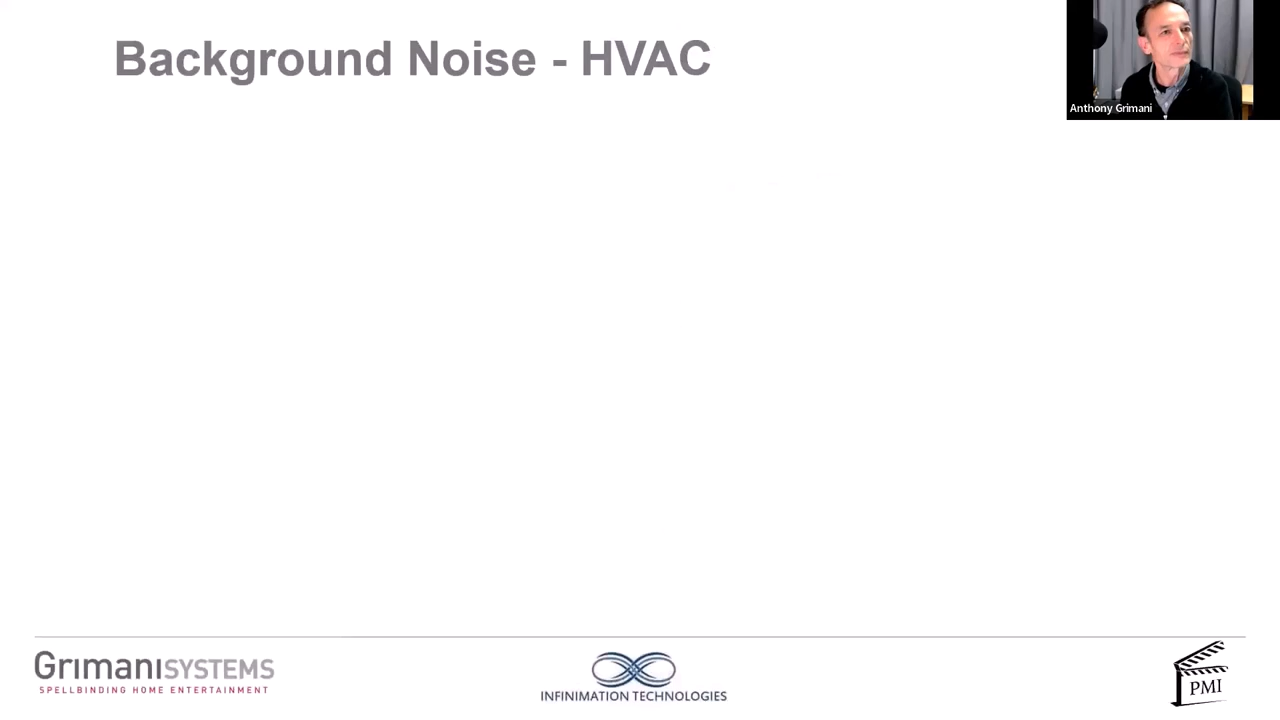 Background Noise - HVAC
Anthony Grimani
GrimaniSYSTEMS
SPELLBINDING HOME ENTERTAINMENT
INFINIMATION TECHNOLOGIES
PMI